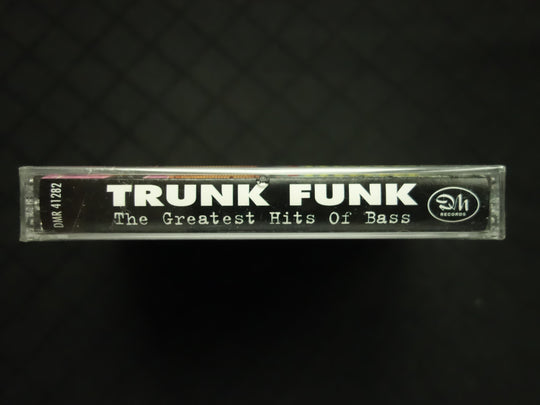 DMR 41282
TRUNK FUNK
The Greatest Hits Of Bass
DM
RECORDS